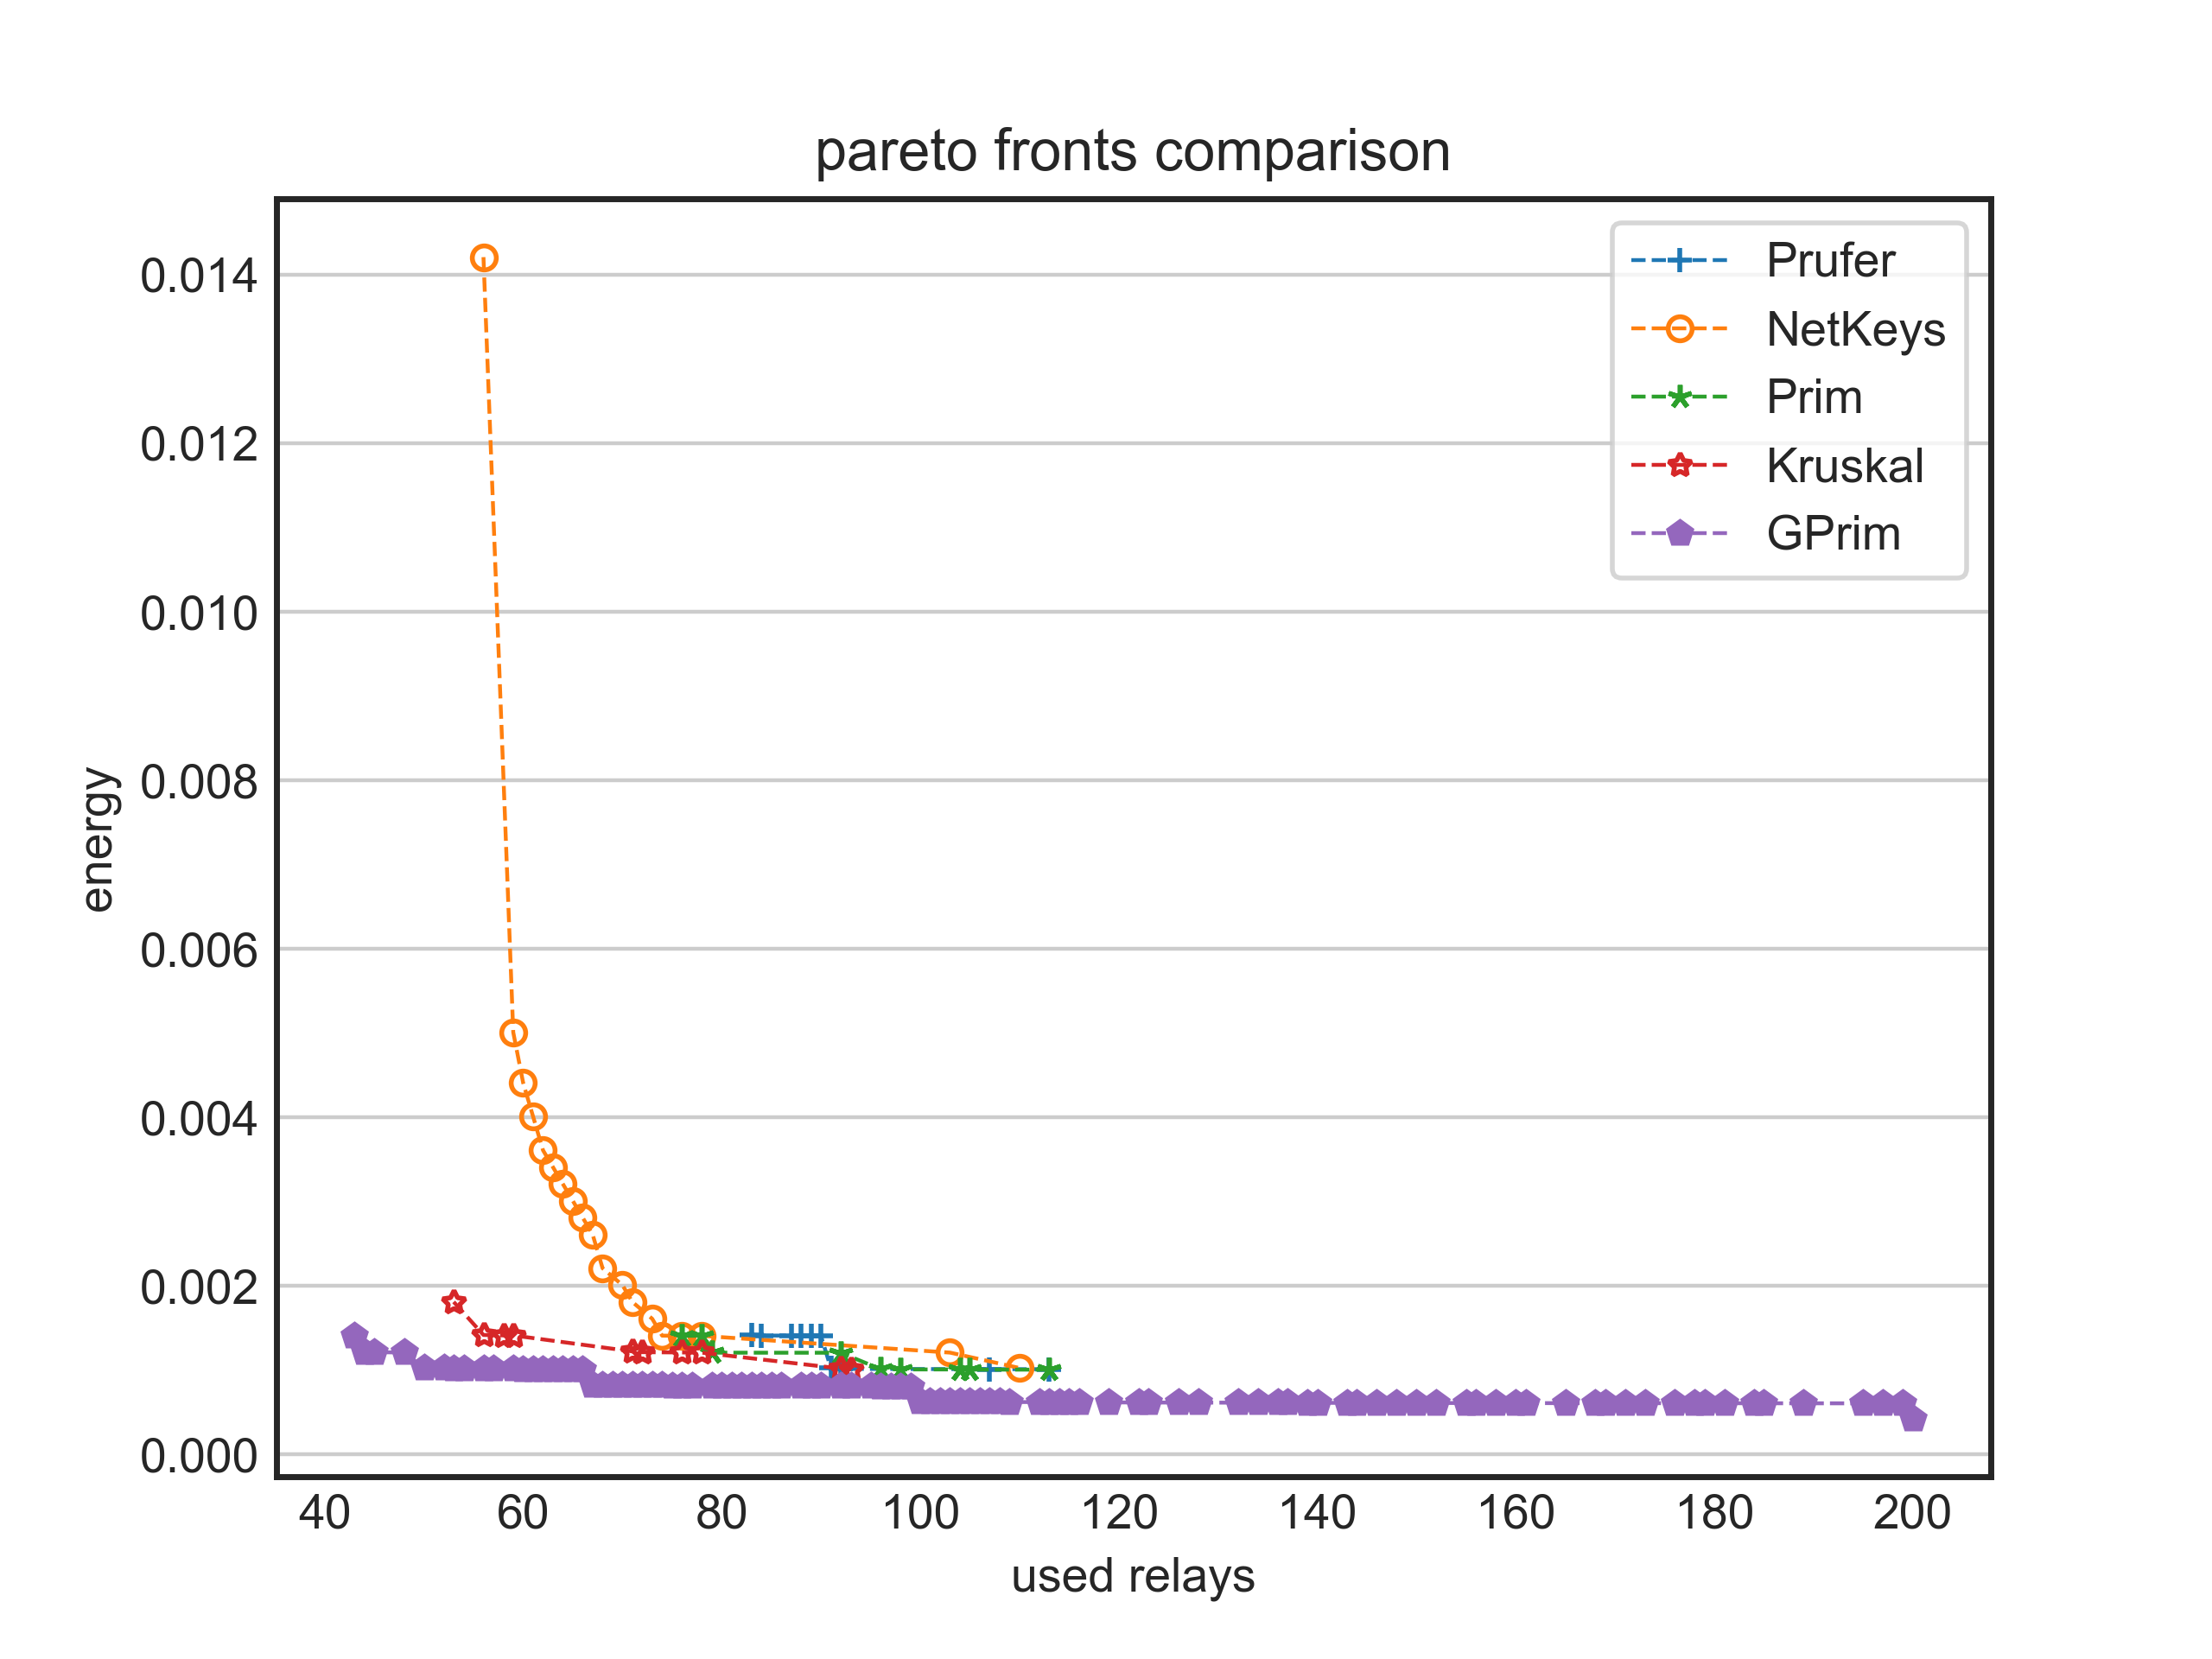 pareto fronts comparison
Prufer
NetKeys
Prim
Kruskal
GPrim
0.014
0.012
0.010
0.008
0.006
0.004
0.002
0.000
energy
40 60 80 100 120 140 160 180 200
used relays